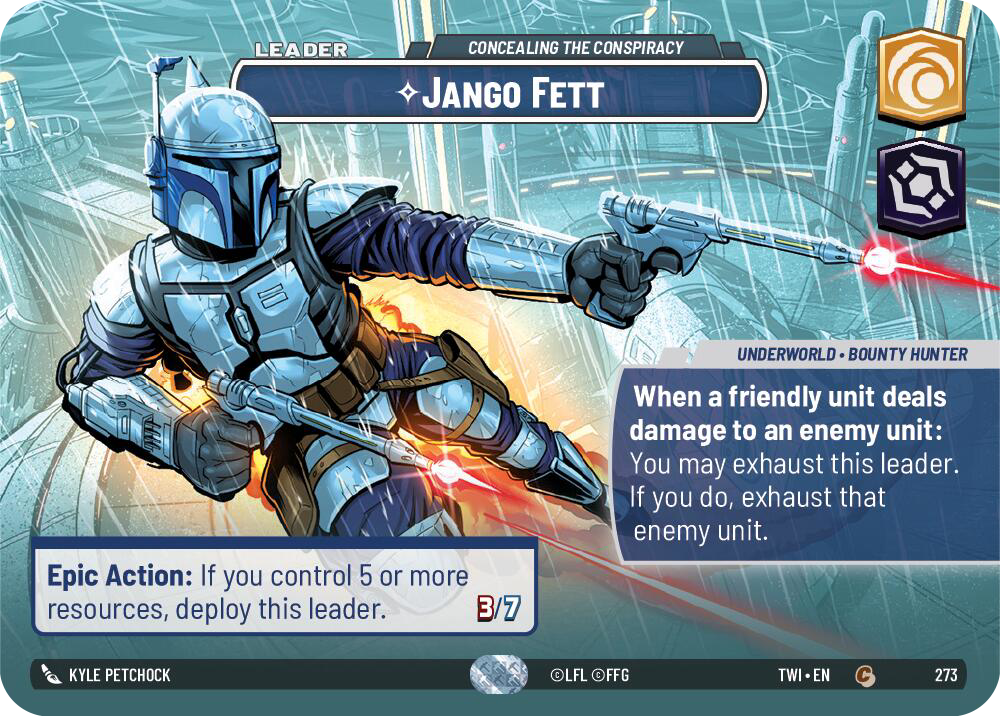 LEADER
CONCEALING THE CONSPIRACY
JANGO FETT
UNDERWORLD • BOUNTY HUNTER
When a friendly unit deals
damage to an enemy unit:
You may exhaust this leader.
If you do, exhaust that
enemy unit.
Epic Action: If you control 5 or more
resources, deploy this leader.
3/7
KYLE PETCHOCK
©LFL ©FFG
TWI • EN
C
273